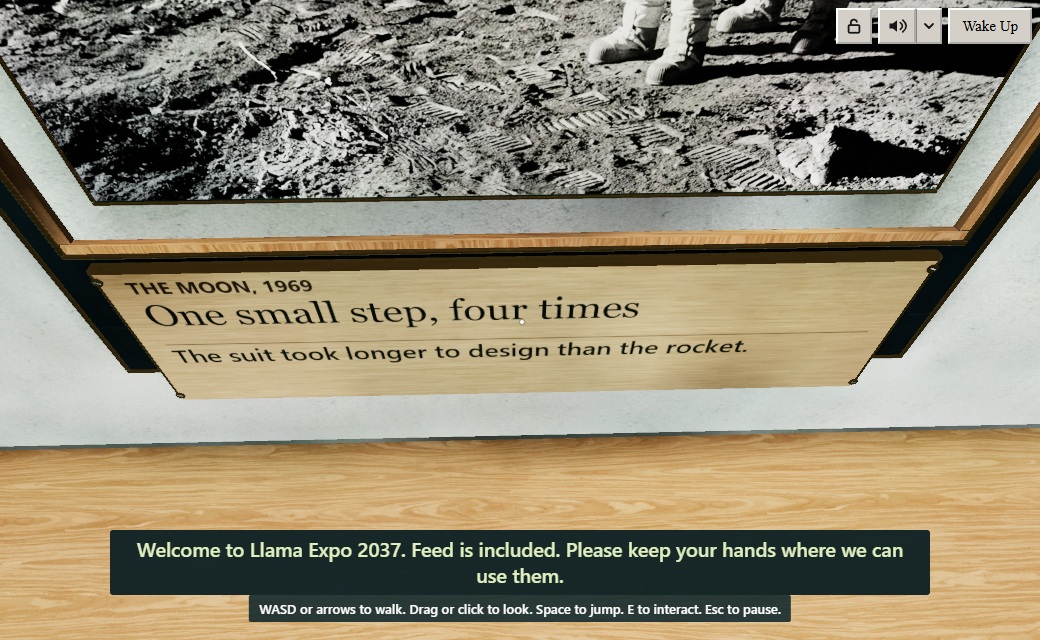 Wake Up
THE MOON, 1969
One small step, four times
The suit took longer to design than the rocket.
Welcome to Llama Expo 2037. Feed is included. Please keep your hands where we can
use them.
WASD or arrows to walk. Drag or click to look. Space to jump. E to interact. Esc to pause.